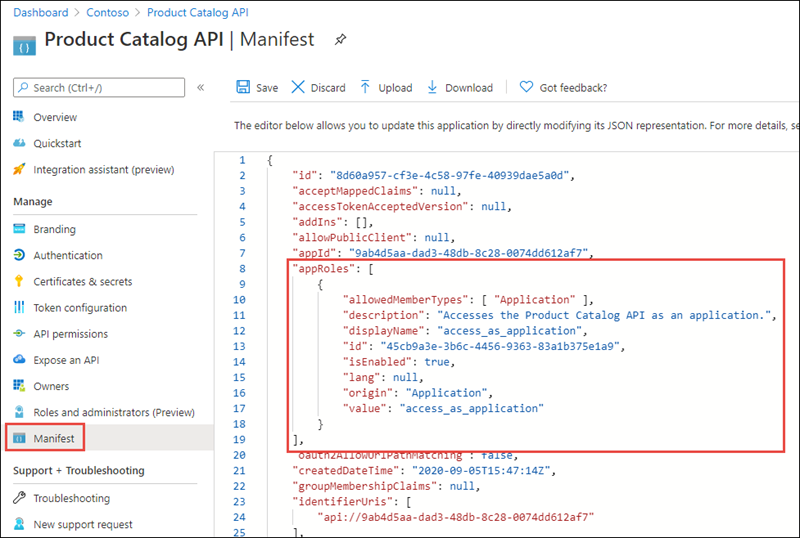 Dashboard > Contoso > Product Catalog API
Product Catalog API | Manifest
Search (Ctrl+/)
«
Save
Discard
Upload
Download
Got feedback?
Overview
Quickstart
Integration assistant (preview)
Manage
Branding
Authentication
Certificates & secrets
Token configuration
API permissions
Expose an API
Owners
Roles and administrators (Preview)
Manifest
Support + Troubleshooting
Troubleshooting
New support request
The editor below allows you to update this application by directly modifying its JSON representation. For more details, se
1 {
2 "id": "8d60a957-cf3e-4c58-97fe-40939dae5a0d",
3 "acceptMappedClaims": null,
4 "accessTokenAcceptedVersion": null,
5 "addIns": [],
6 "allowPublicClient": null,
7 "appId": "9ab4d5aa-dad3-48db-8c28-0074dd612af7",
8 "appRoles": [
9 {
10 "allowedMemberTypes": [ "Application" ],
11 "description": "Accesses the Product Catalog API as an application.",
12 "displayName": "access_as_application",
13 "id": "45cb9a3e-3b6c-4456-9363-83a1b375e1a9",
14 "isEnabled": true,
15 "lang": null,
16 "origin": "Application",
17 "value": "access_as_application"
18 }
19 ],
20 "oauth2AllowUrlPathMatching": false,
21 "createdDateTime": "2020-09-05T15:47:14Z",
22 "groupMembershipClaims": null,
23 "identifierUris": [
24 "api://9ab4d5aa-dad3-48db-8c28-0074dd612af7"
25 ],